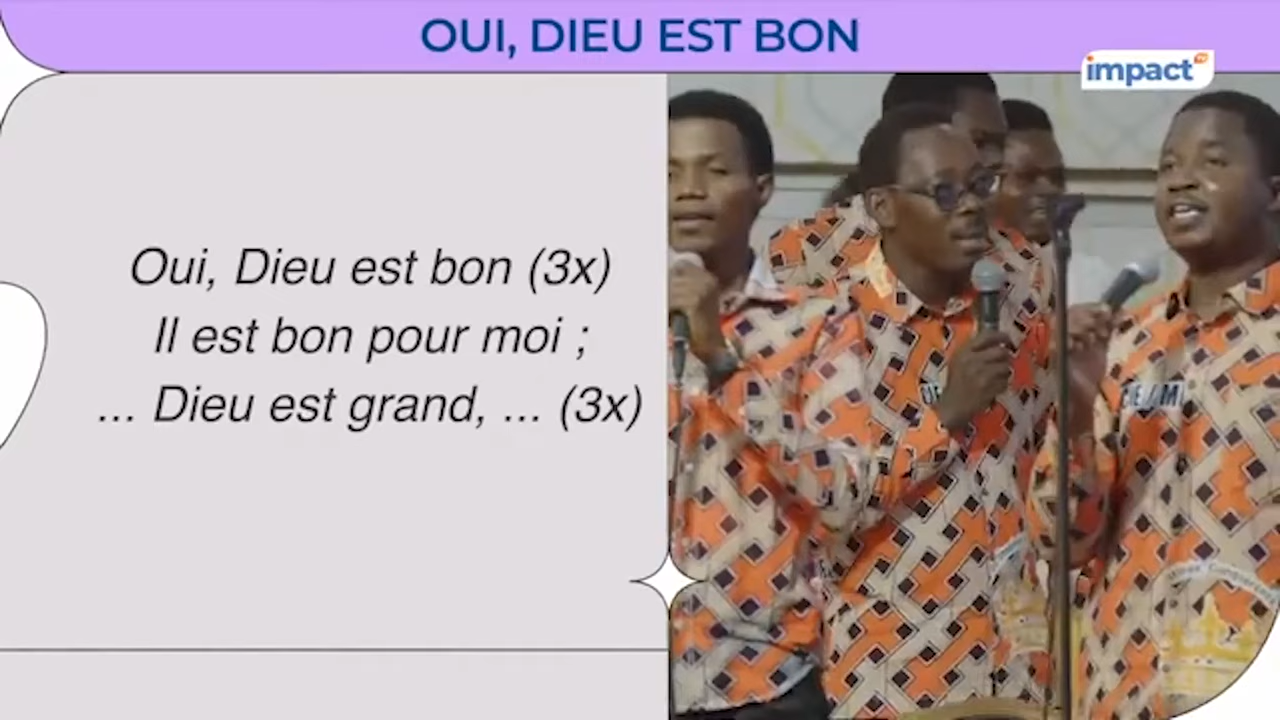 OUI, DIEU EST BON
impact TV
Oui, Dieu est bon (3x)
Il est bon pour moi ;
... Dieu est grand, ... (3x)